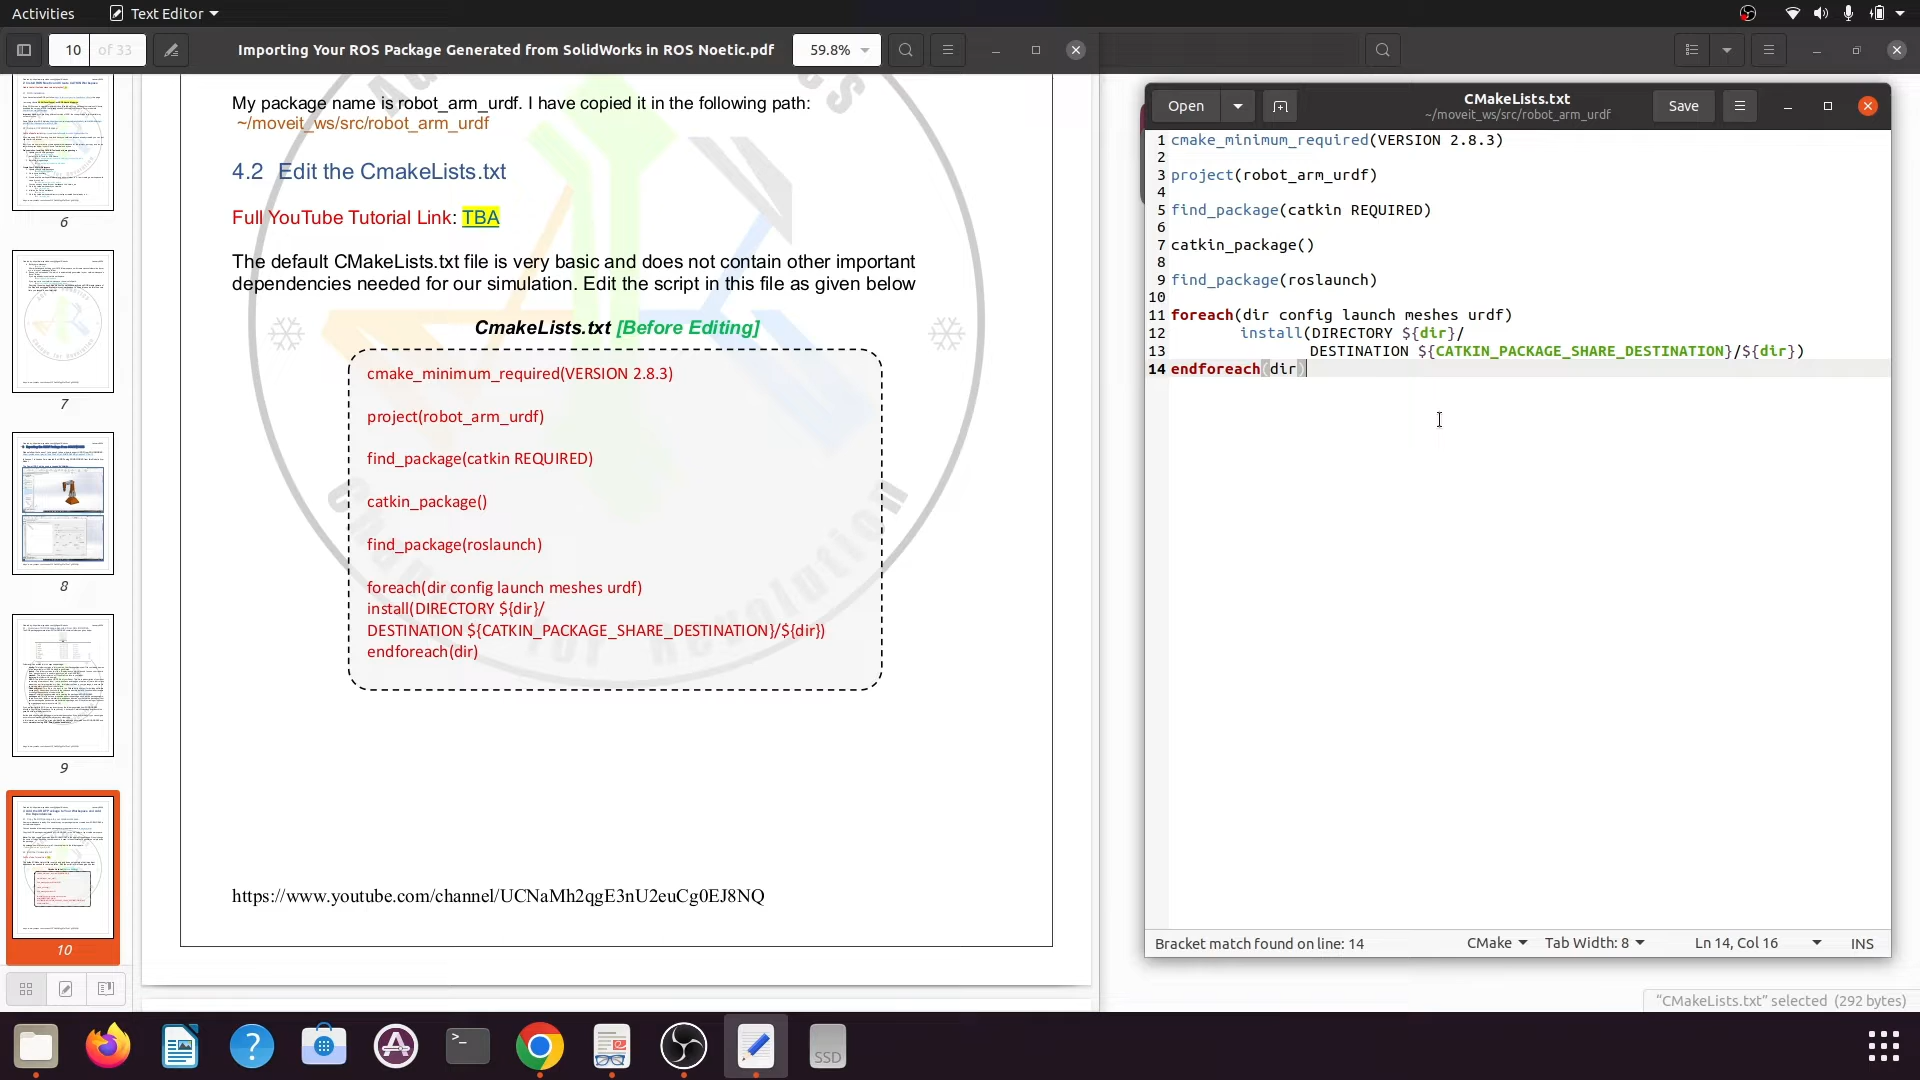 Activities
Text Editor
10 of 33
Importing Your ROS Package Generated from SolidWorks in ROS Noetic.pdf
59.8%
6
7
8
9
10
My package name is robot_arm_urdf. I have copied it in the following path:
~/moveit_ws/src/robot_arm_urdf
4.2 Edit the CmakeLists.txt
Full YouTube Tutorial Link: TBA
The default CMakeLists.txt file is very basic and does not contain other important
dependencies needed for our simulation. Edit the script in this file as given below
CmakeLists.txt [Before Editing]
cmake_minimum_required(VERSION 2.8.3)
project(robot_arm_urdf)
find_package(catkin REQUIRED)
catkin_package()
find_package(roslaunch)
foreach(dir config launch meshes urdf)
install(DIRECTORY ${dir}/
DESTINATION ${CATKIN_PACKAGE_SHARE_DESTINATION}/${dir})
endforeach(dir)
https://www.youtube.com/channel/UCNaMh2qgE3nU2euCg0EJ8NQ
Open
CMakeLists.txt
~/moveit_ws/src/robot_arm_urdf
Save
1 cmake_minimum_required(VERSION 2.8.3)
2
3 project(robot_arm_urdf)
4
5 find_package(catkin REQUIRED)
6
7 catkin_package()
8
9 find_package(roslaunch)
10
11 foreach(dir config launch meshes urdf)
12 install(DIRECTORY ${dir}/
13 DESTINATION ${CATKIN_PACKAGE_SHARE_DESTINATION}/${dir})
14 endforeach(dir)
Bracket match found on line: 14
CMake
Tab Width: 8
Ln 14, Col 16
INS
“CMakeLists.txt” selected (292 bytes)
SSD